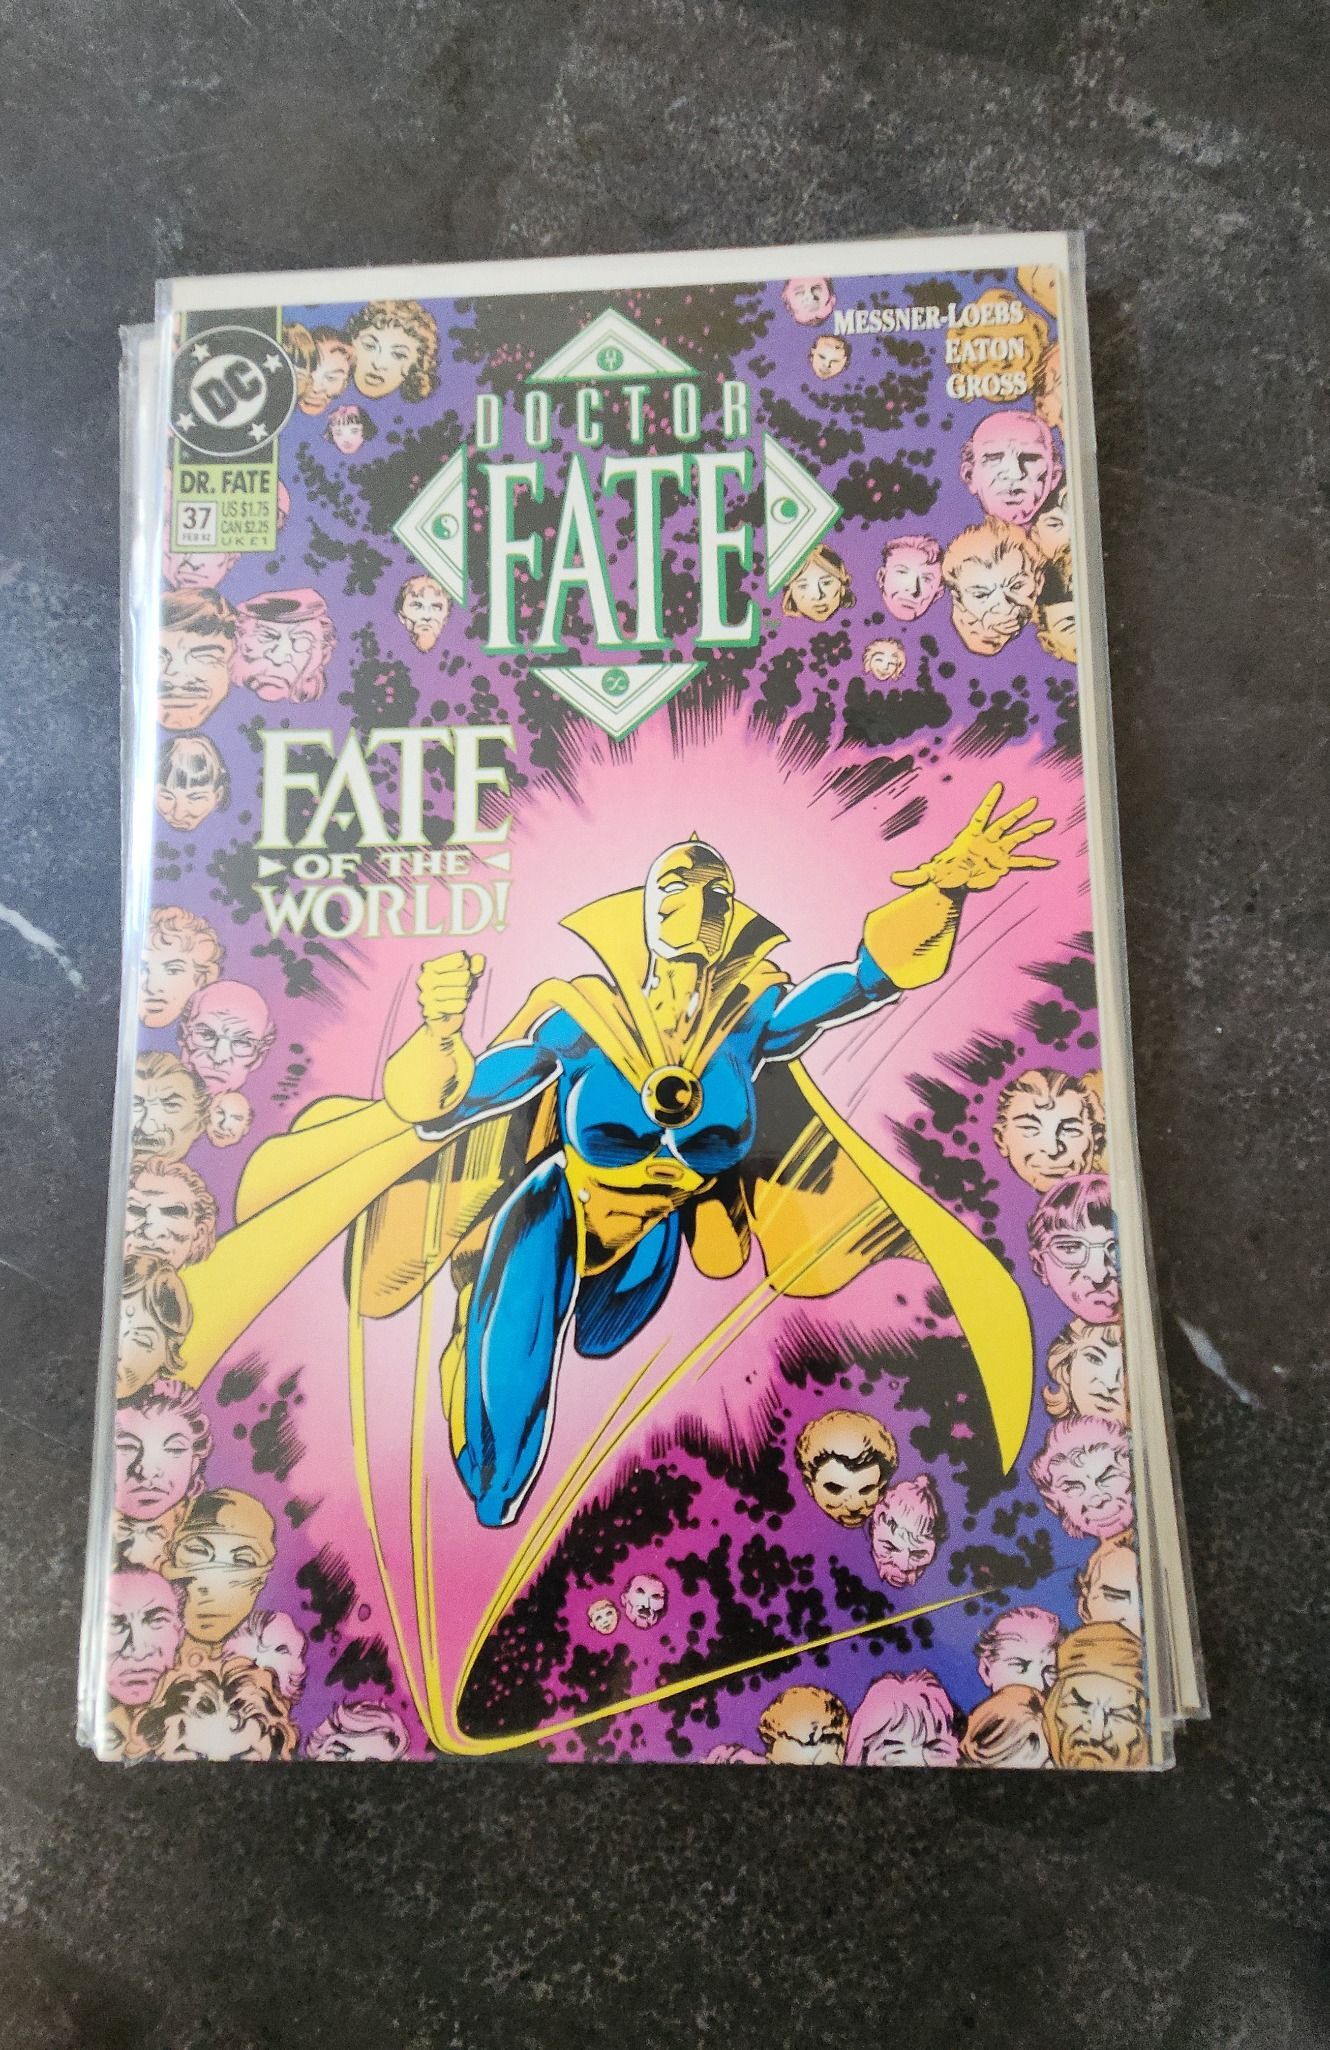 MESSNER-LOEBS
EATON
GROSS
DC
DR. FATE
37
FEB 92
US $1.75
CAN $2.25
UK £1
DOCTOR
FATE
TM
FATE
OF THE
WORLD!